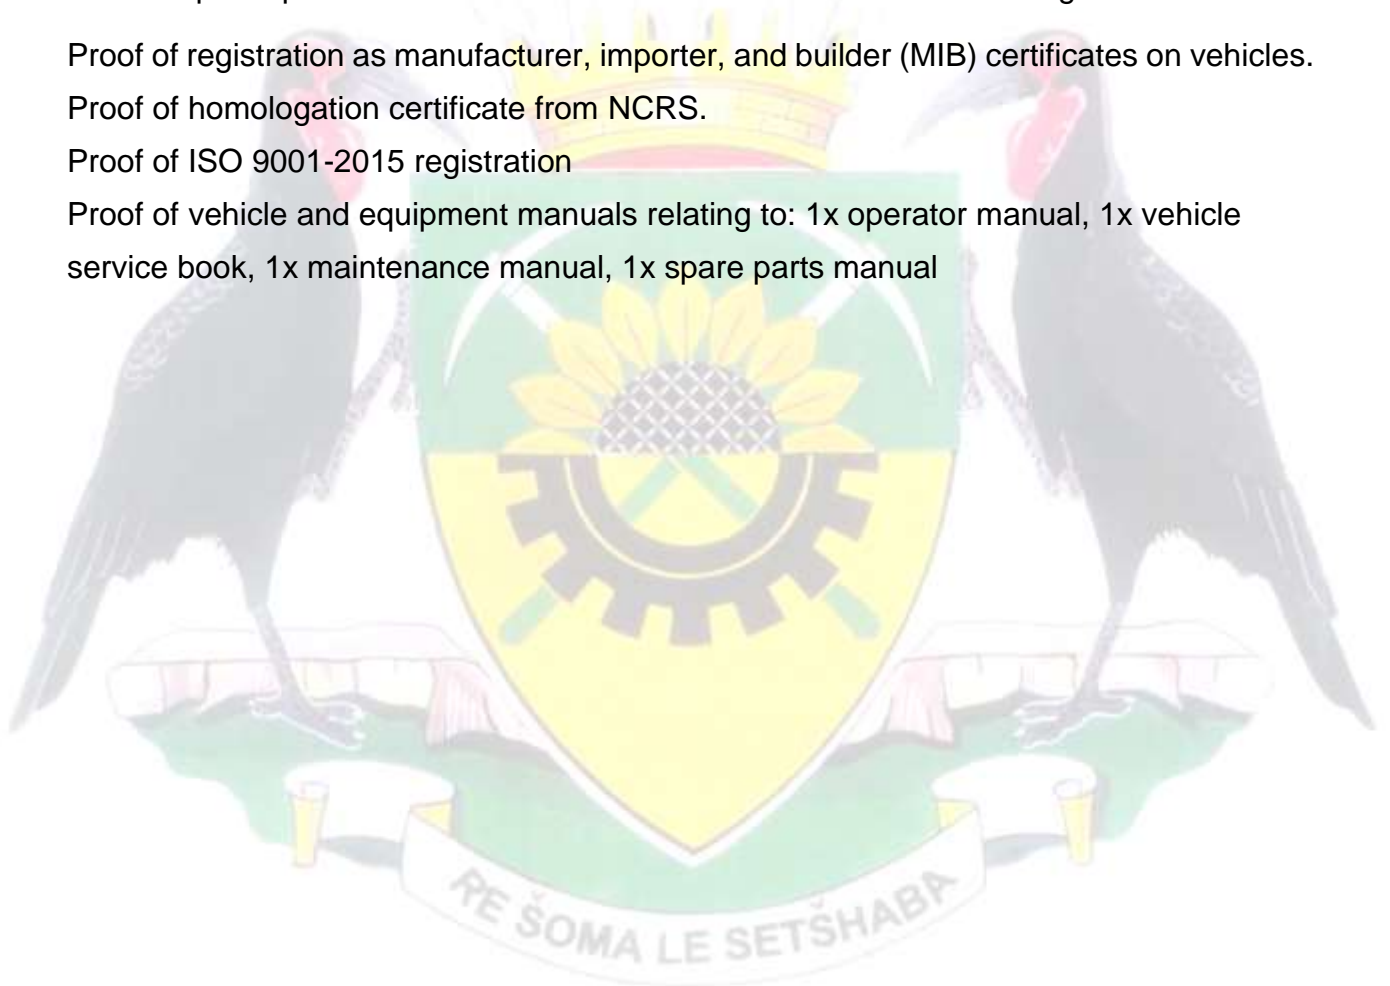 Proof of registration as manufacturer, importer, and builder (MIB) certificates on vehicles.
Proof of homologation certificate from NCRS.
Proof of ISO 9001-2015 registration
Proof of vehicle and equipment manuals relating to: 1x operator manual, 1x vehicle
service book, 1x maintenance manual, 1x spare parts manual
RE ŠOMA LE SETŠHABA